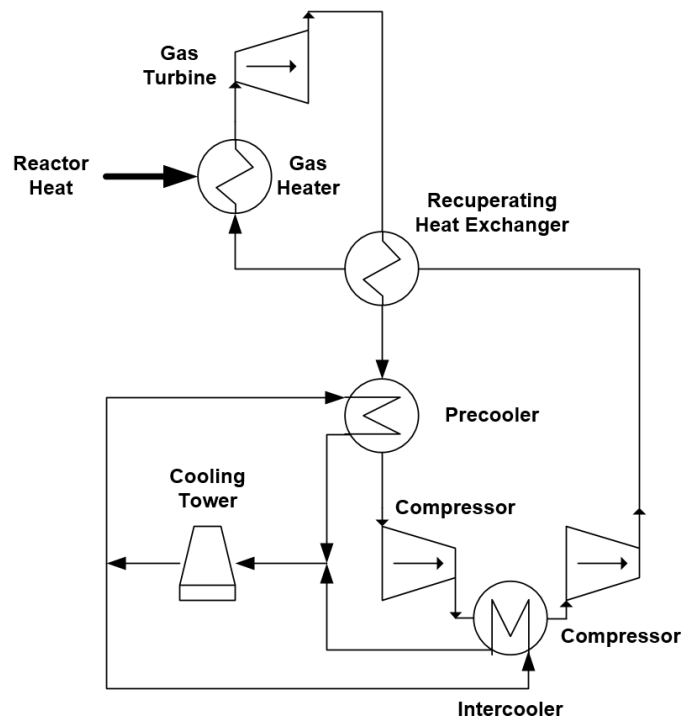 Gas
Turbine
Reactor
Heat
Gas
Heater
Recuperating
Heat Exchanger
Precooler
Cooling
Tower
Compressor
Compressor
Intercooler